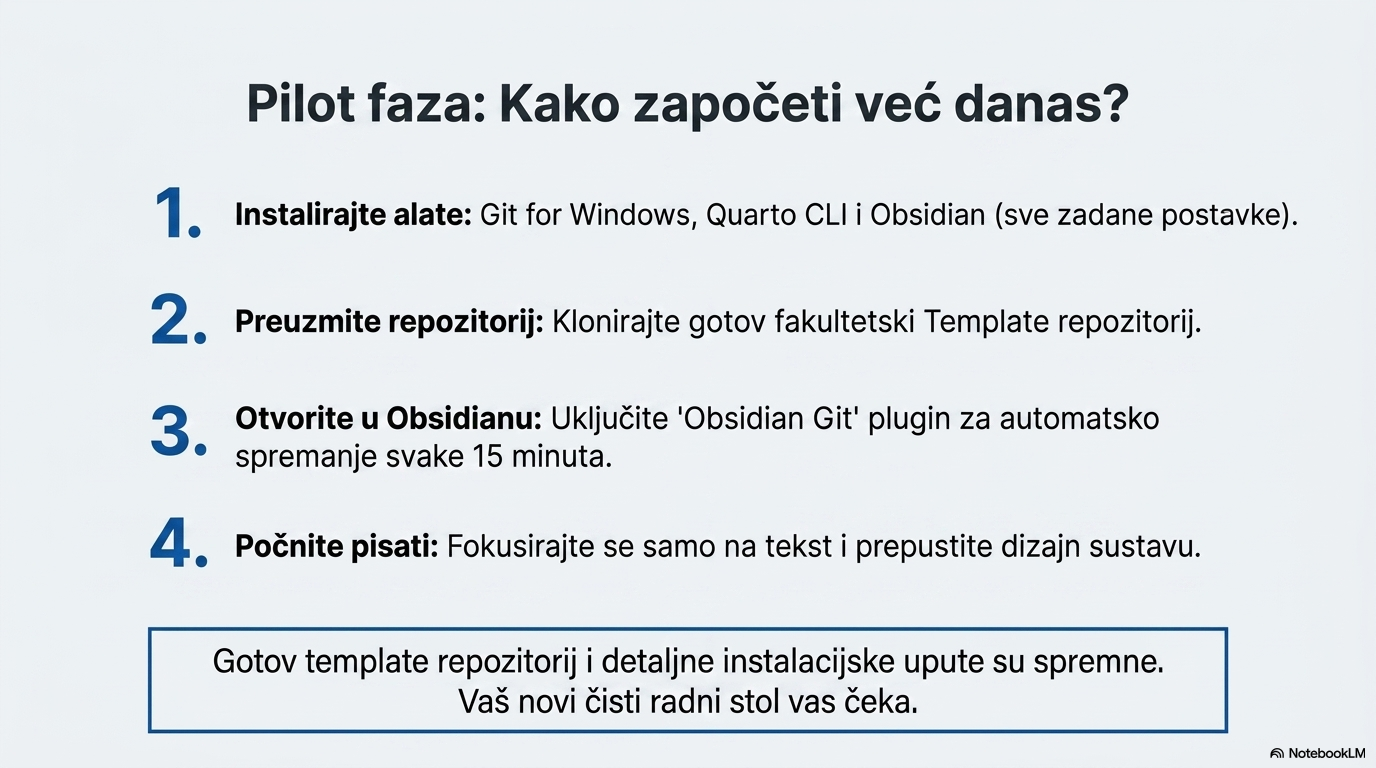 Pilot faza: Kako započeti već danas?
1. Instalirajte alate: Git for Windows, Quarto CLI i Obsidian (sve zadane postavke).
2. Preuzmite repozitorij: Klonirajte gotov fakultetski Template repozitorij.
3. Otvorite u Obsidianu: Uključite 'Obsidian Git' plugin za automatsko
spremanje svake 15 minuta.
4. Počnite pisati: Fokusirajte se samo na tekst i prepustite dizajn sustavu.
Gotov template repozitorij i detaljne instalacijske upute su spremne.
Vaš novi čisti radni stol vas čeka.
NotebookLM